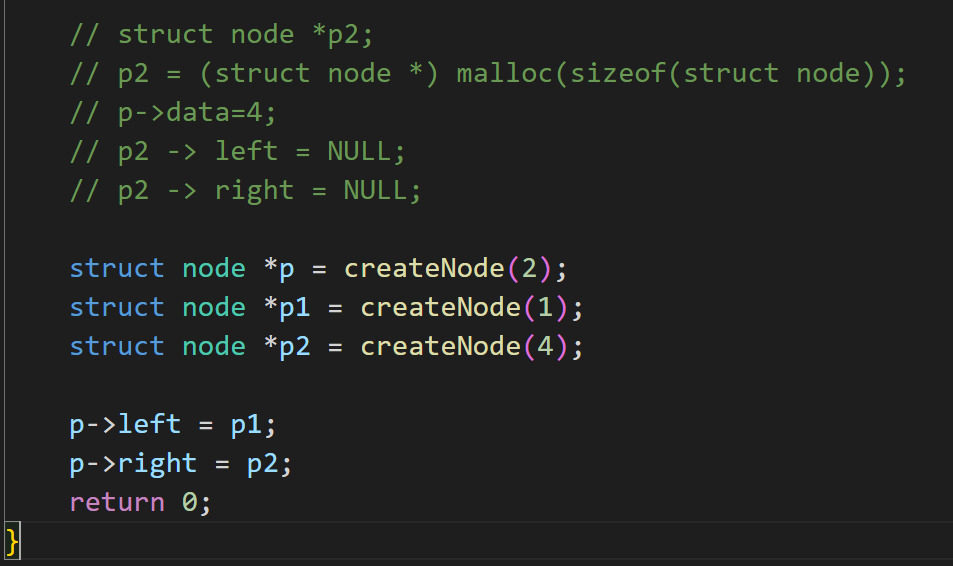 // struct node *p2;
// p2 = (struct node *) malloc(sizeof(struct node));
// p->data=4;
// p2 -> left = NULL;
// p2 -> right = NULL;
struct node *p = createNode(2);
struct node *p1 = createNode(1);
struct node *p2 = createNode(4);
p->left = p1;
p->right = p2;
return 0;
}